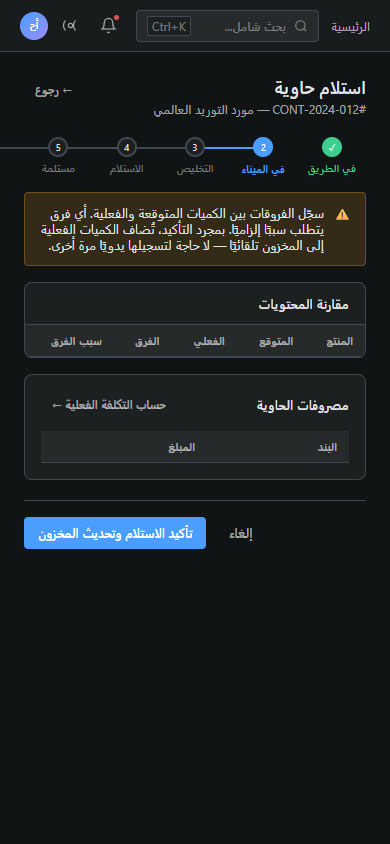 الرئيسية
بحث شامل...
Ctrl+K
أح
استلام حاوية
← رجوع
#CONT-2024-012 — مورد التوريد العالمي
✓ 2 3 4 5
في الطريق في الميناء التخليص الاستلام مستلمة
سجّل الفروقات بين الكميات المتوقعة والفعلية. أي فرق
يتطلب سببًا إلزاميًا. بمجرد التأكيد، تُضاف الكميات الفعلية
إلى المخزون تلقائيًا — لا حاجة لتسجيلها يدويًا مرة أخرى.
مقارنة المحتويات
المنتج المتوقع الفعلي الفرق سبب الفرق
مصروفات الحاوية
حساب التكلفة الفعلية ←
البند المبلغ
إلغاء
تأكيد الاستلام وتحديث المخزون